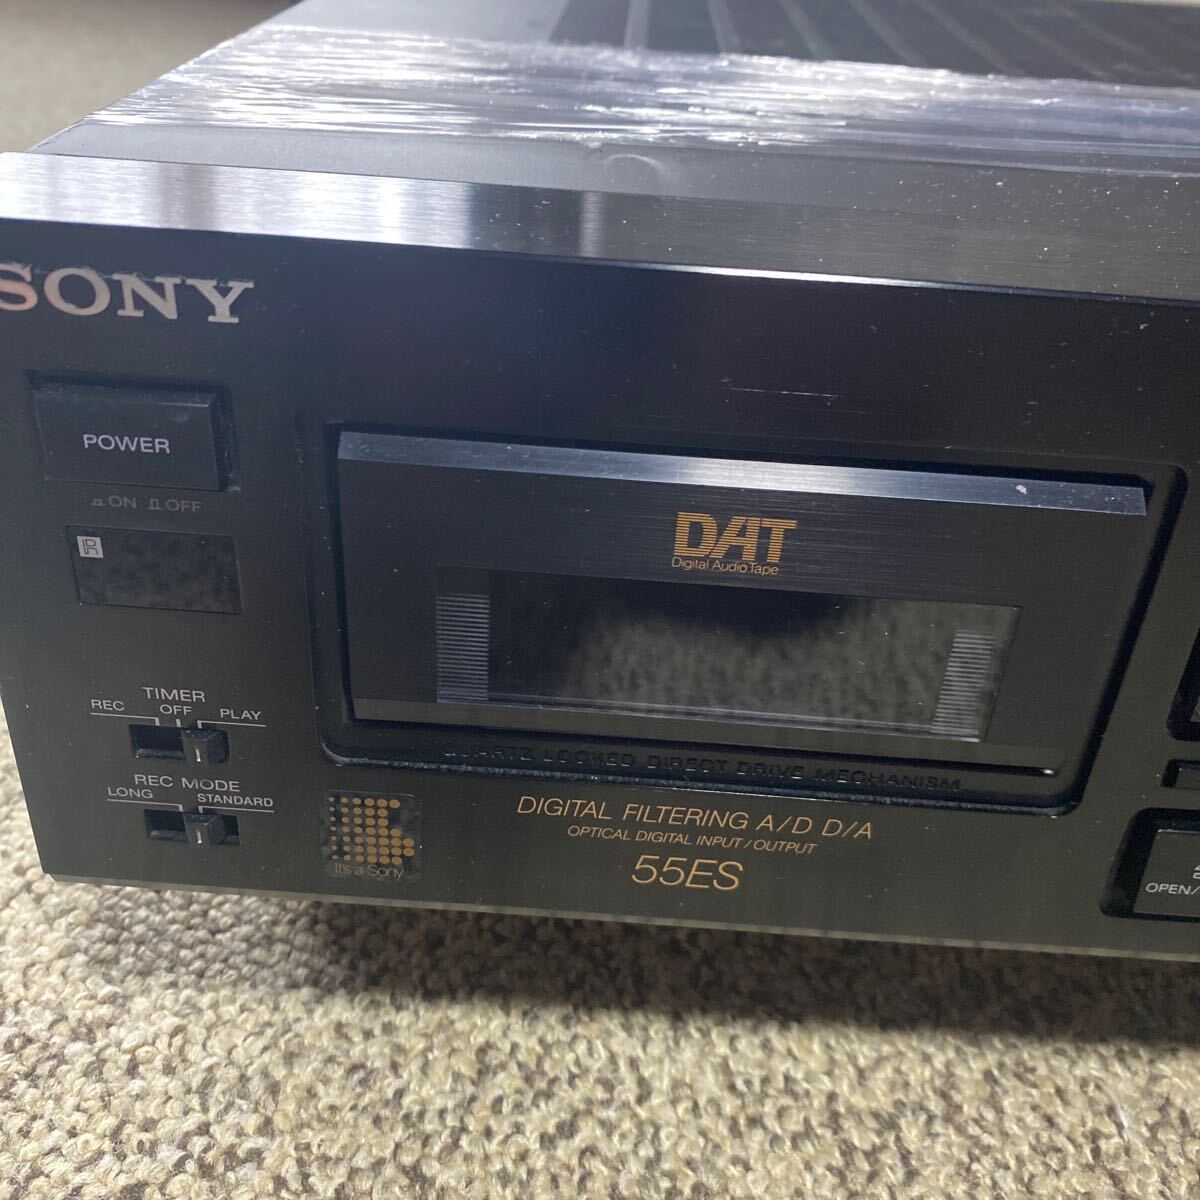 SONY
POWER
ON OFF
R
TIMER
REC OFF PLAY
REC MODE
LONG STANDARD
It's a Sony
DAT
Digital Audio Tape
QUARTZ LOCKED DIRECT DRIVE MECHANISM
DIGITAL FILTERING A/D D/A
OPTICAL DIGITAL INPUT/OUTPUT
55ES
OPEN/